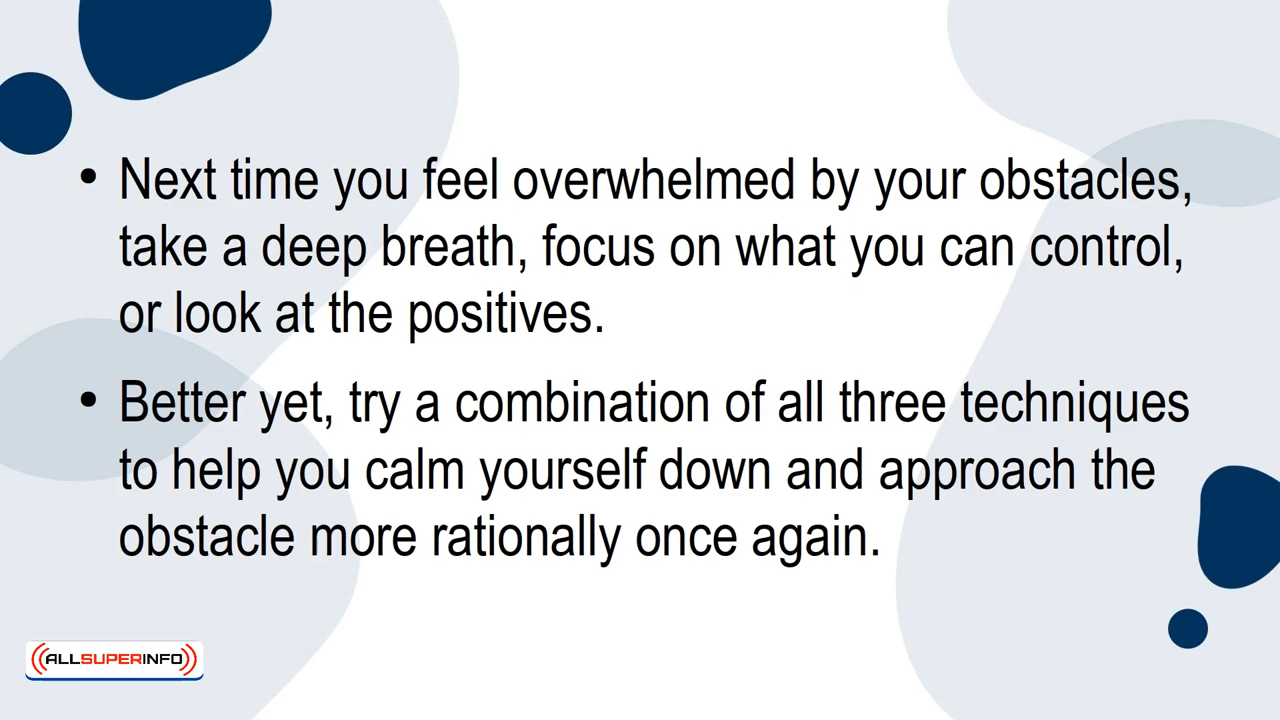 • Next time you feel overwhelmed by your obstacles,
take a deep breath, focus on what you can control,
or look at the positives.
• Better yet, try a combination of all three techniques
to help you calm yourself down and approach the
obstacle more rationally once again.
ALLSUPERINFO